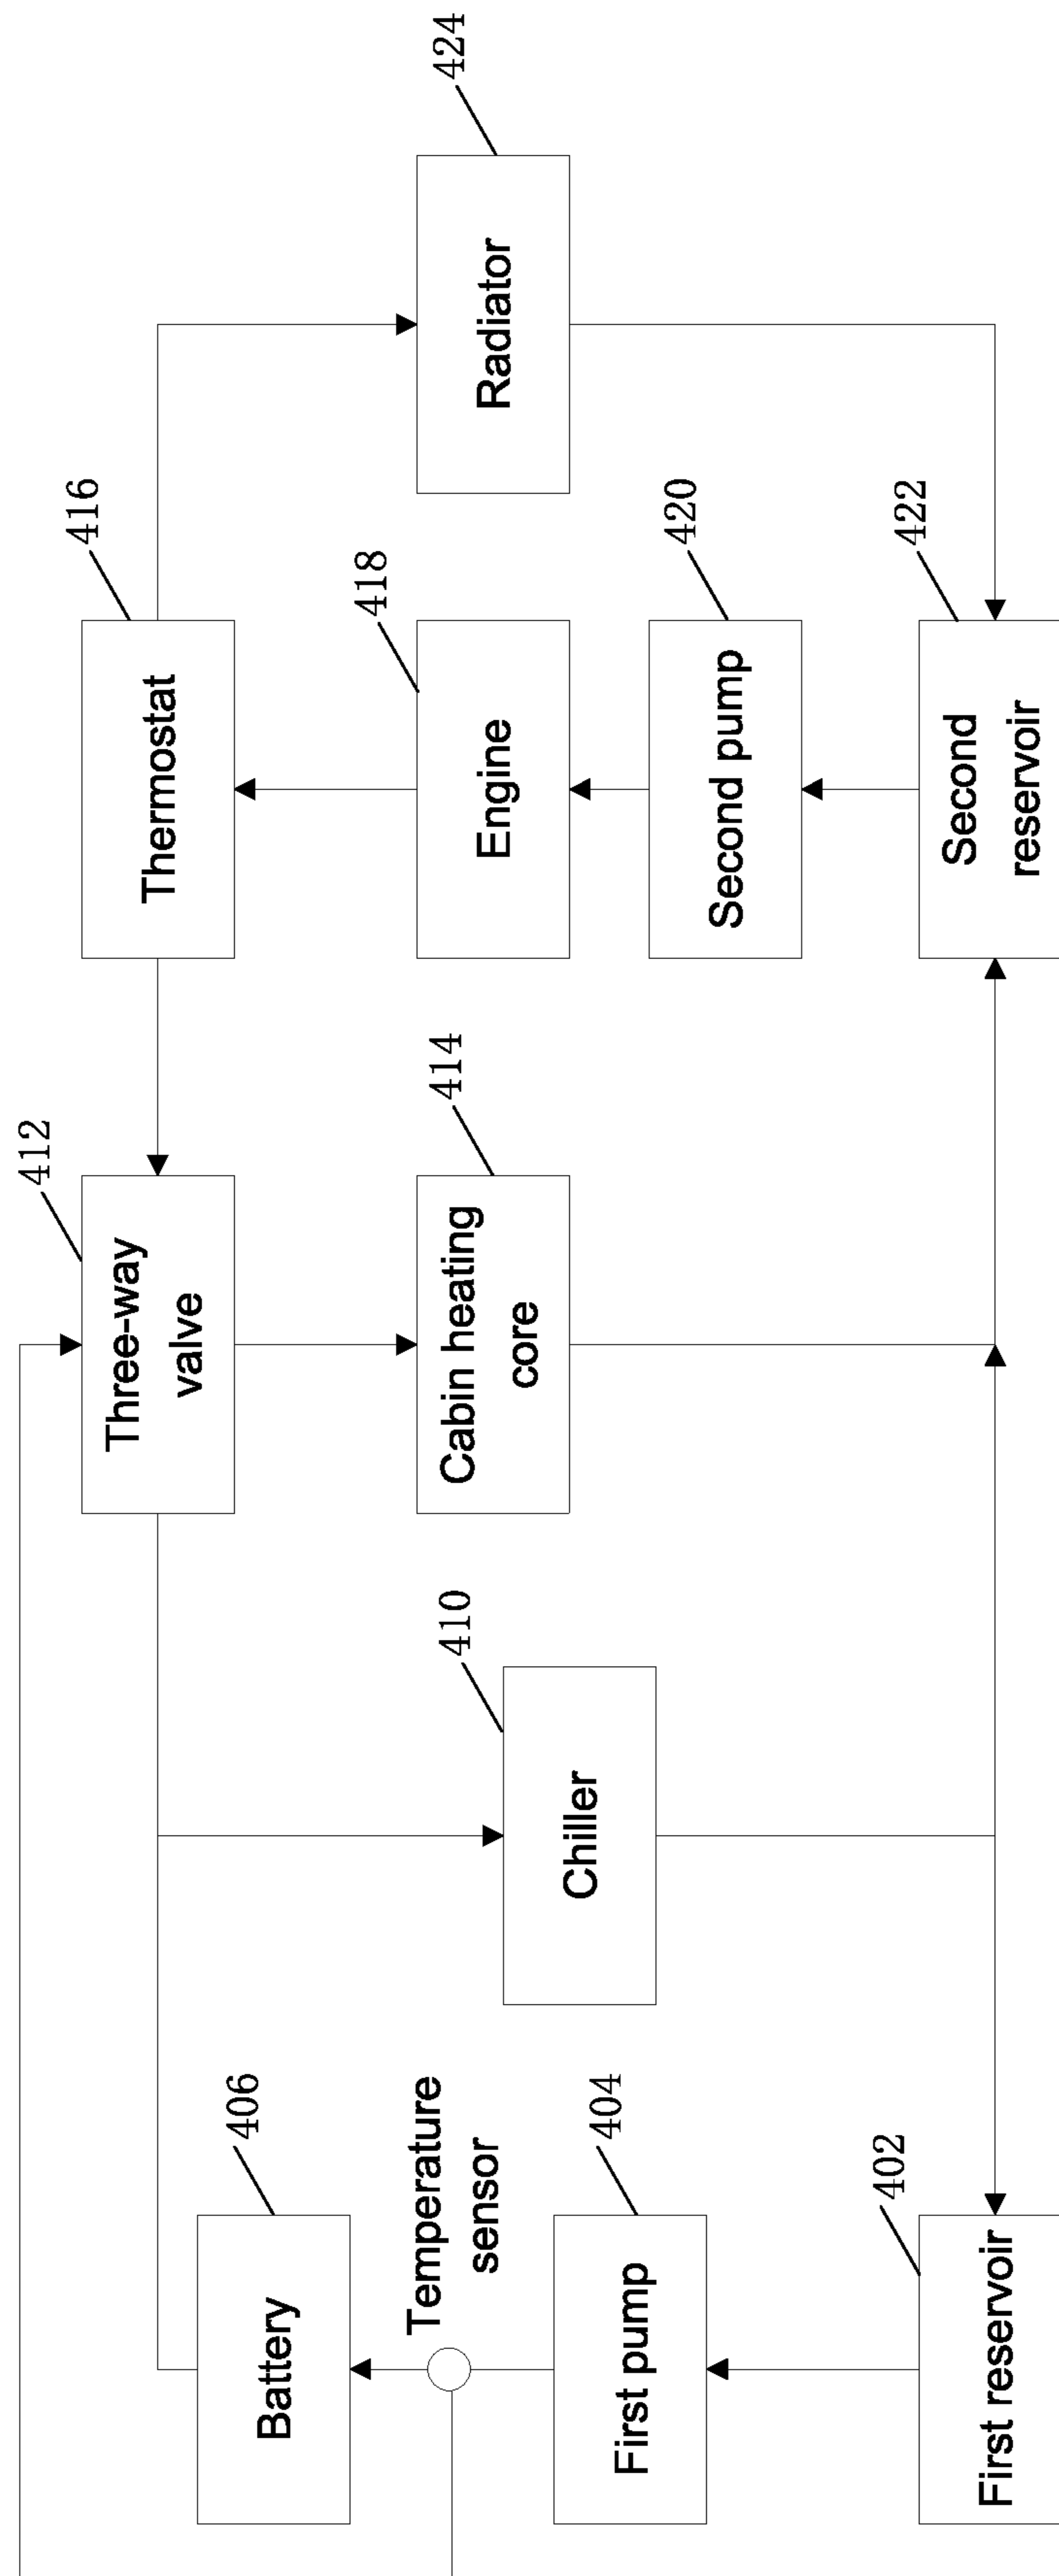 412
Three-way
valve
416
Thermostat
406
Battery
Temperature
sensor
410
Chiller
414
Cabin heating
core
418
Engine
424
Radiator
404
First pump
420
Second pump
402
First reservoir
422
Second
reservoir